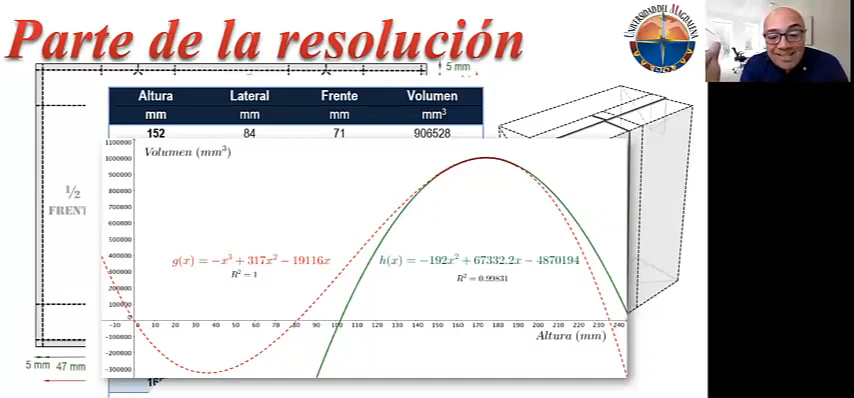 Parte de la resolución
UNIVERSIDAD DEL MAGDALENA
5 mm
Altura Lateral Frente Volumen
mm mm mm mm³
152 84 71 906528
½
FRENT
Volumen (mm³)
1100000
1000000
900000
800000
700000
600000
500000
400000
300000
200000
100000
0
-100000
-200000
-300000
g(x) = −x³ + 317x² − 19116x
R² = 1
h(x) = −192x² + 67332.2x − 4870194
R² = 0.99831
-10 0 10 20 30 40 50 60 70 80 90 100 110 120 130 140 150 160 170 180 190 200 210 220 230 240
Altura (mm)
5 mm 47 mm